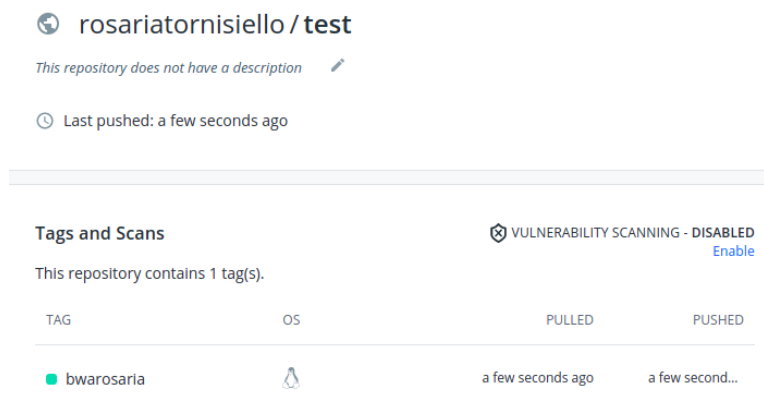 rosariatornisiello / test
This repository does not have a description
Last pushed: a few seconds ago
Tags and Scans
VULNERABILITY SCANNING - DISABLED
Enable
This repository contains 1 tag(s).
TAG OS PULLED PUSHED
bwarosaria a few seconds ago a few second...